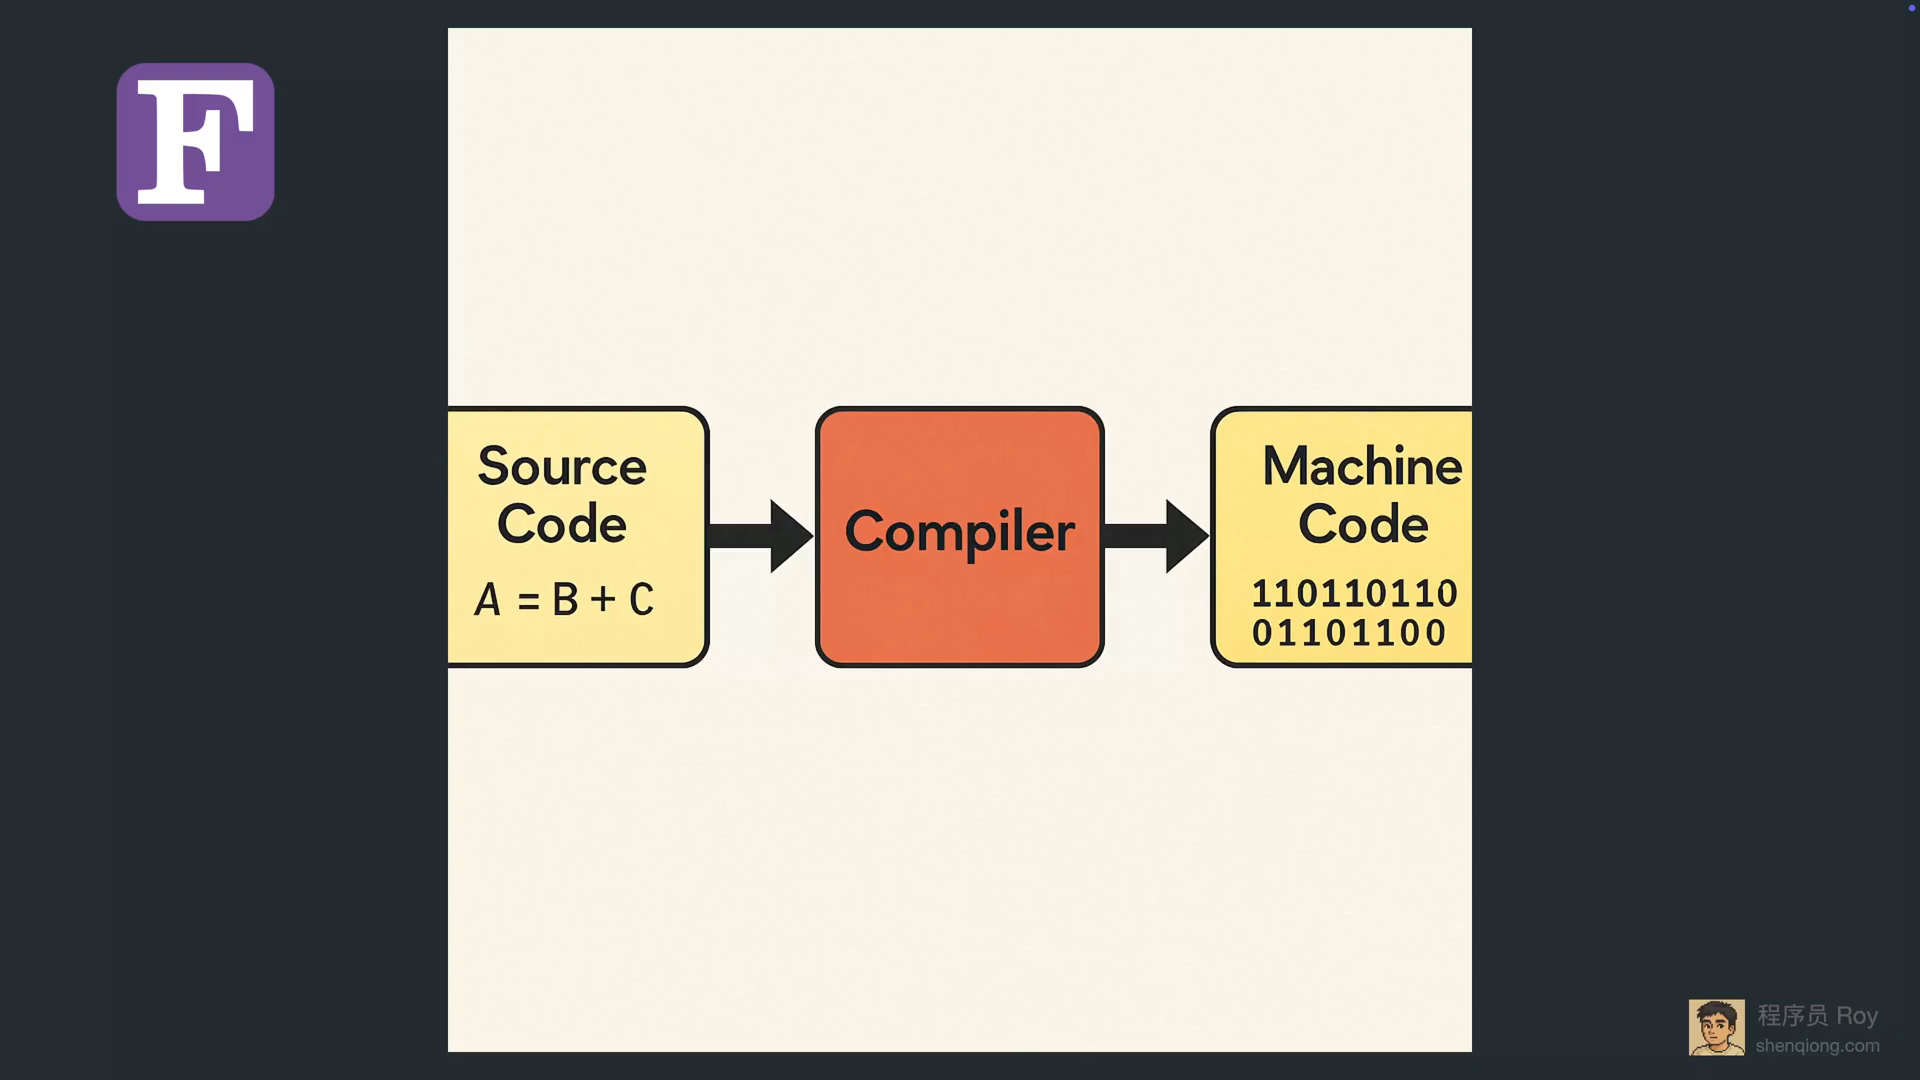 F
Source
Code
A = B + C
Compiler
Machine
Code
110110110
01101100
程序员 Roy
shenqiong.com